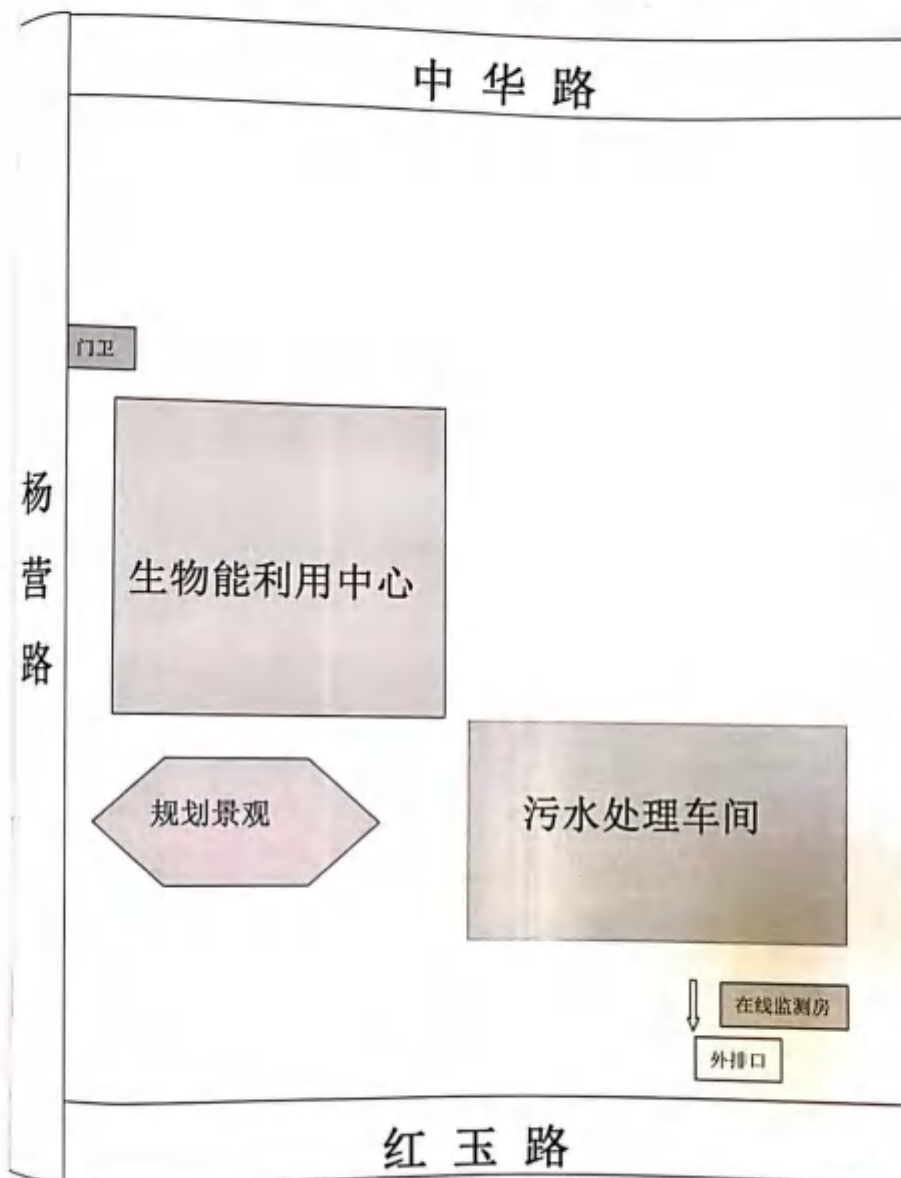 中华路
门卫
杨营路
生物能利用中心
规划景观
污水处理车间
在线监测房
外排口
红玉路